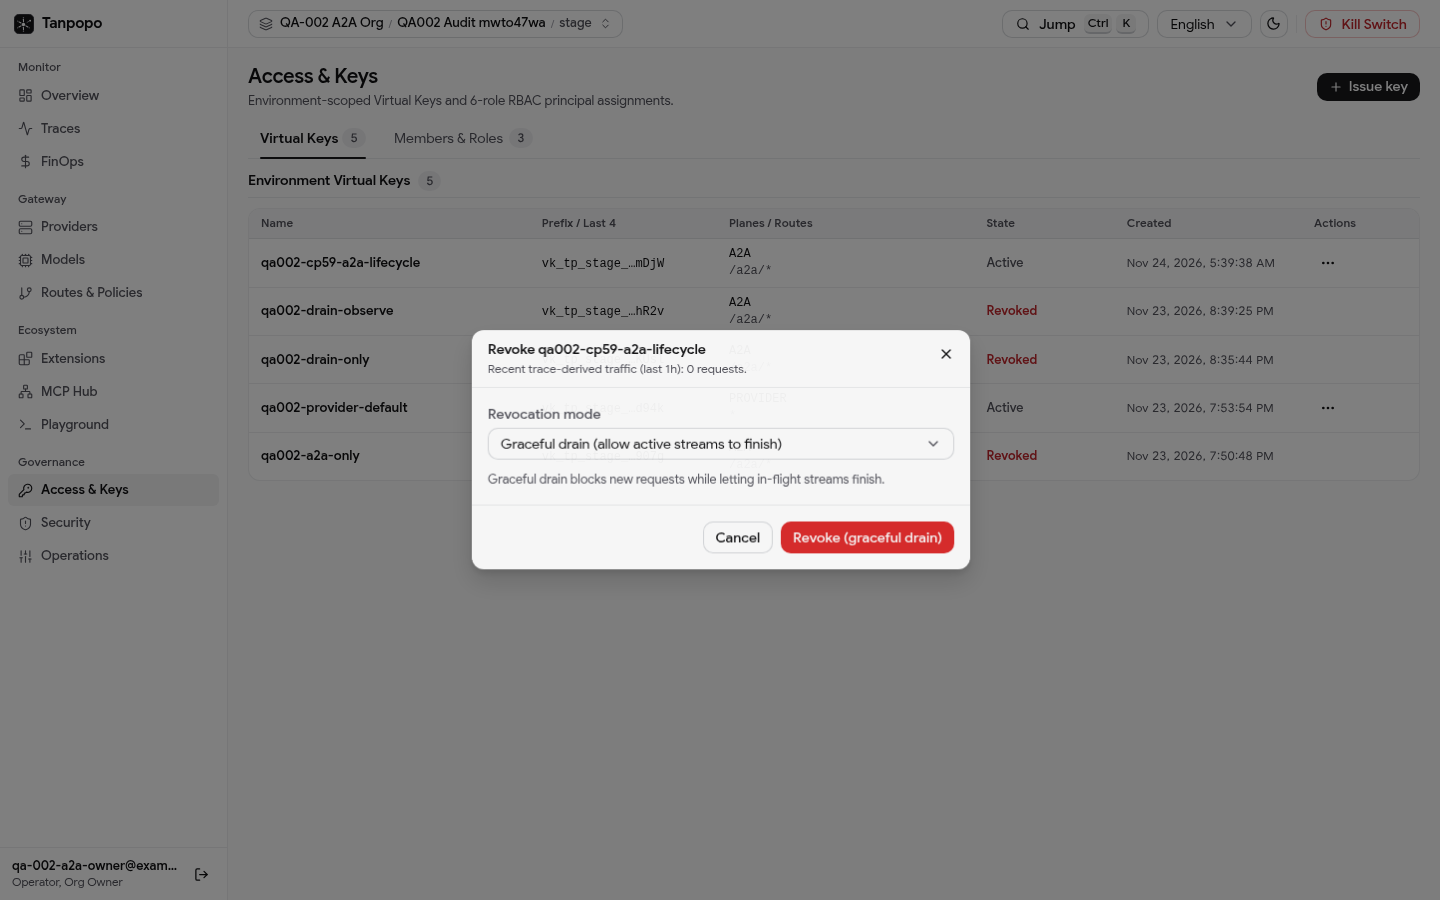 Tanpopo
QA-002 A2A Org / QA002 Audit mwto47wa / stage
Jump Ctrl K
English
Kill Switch
Monitor
Overview
Traces
FinOps
Gateway
Providers
Models
Routes & Policies
Ecosystem
Extensions
MCP Hub
Playground
Governance
Access & Keys
Security
Operations
qa-002-a2a-owner@exam...
Operator, Org Owner
Access & Keys
Environment-scoped Virtual Keys and 6-role RBAC principal assignments.
+ Issue key
Virtual Keys 5
Members & Roles 3
Environment Virtual Keys 5
Name Prefix / Last 4 Planes / Routes State Created Actions
qa002-cp59-a2a-lifecycle vk_tp_stage_…mDjW A2A /a2a/* Active Nov 24, 2026, 5:39:38 AM ...
qa002-drain-observe vk_tp_stage_…hR2v A2A /a2a/* Revoked Nov 23, 2026, 8:39:25 PM
qa002-drain-only Revoked Nov 23, 2026, 8:35:44 PM
qa002-provider-default PROVIDER Active Nov 23, 2026, 7:53:54 PM ...
qa002-a2a-only Revoked Nov 23, 2026, 7:50:48 PM
Revoke qa002-cp59-a2a-lifecycle
Recent trace-derived traffic (last 1h): 0 requests.
Revocation mode
Graceful drain (allow active streams to finish)
Graceful drain blocks new requests while letting in-flight streams finish.
Cancel
Revoke (graceful drain)